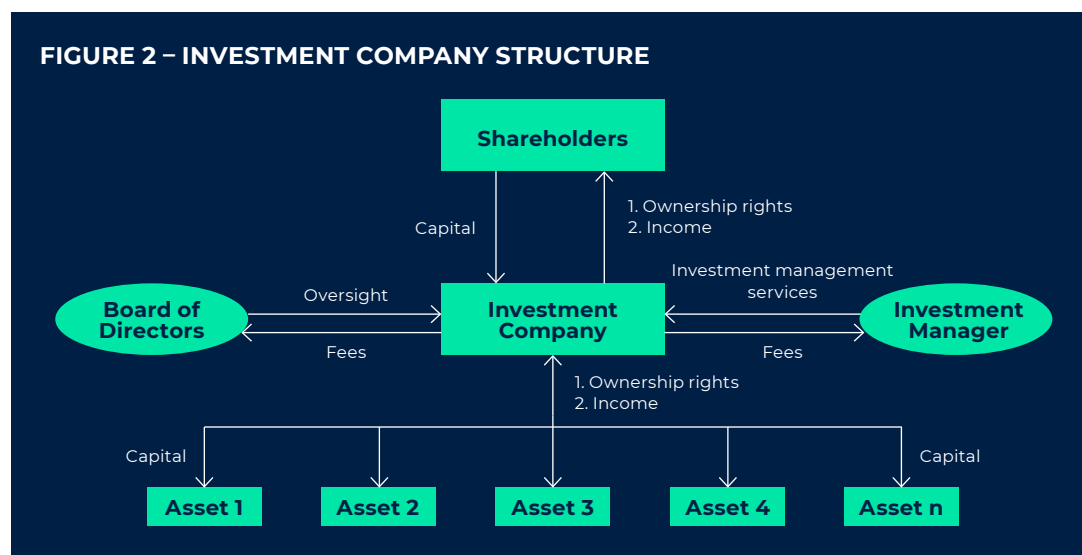 FIGURE 2 – INVESTMENT COMPANY STRUCTURE
Shareholders
Capital
1. Ownership rights
2. Income
Board of
Directors
Oversight
Fees
Investment
Company
Investment management
services
Fees
Investment
Manager
1. Ownership rights
2. Income
Capital
Capital
Asset 1
Asset 2
Asset 3
Asset 4
Asset n